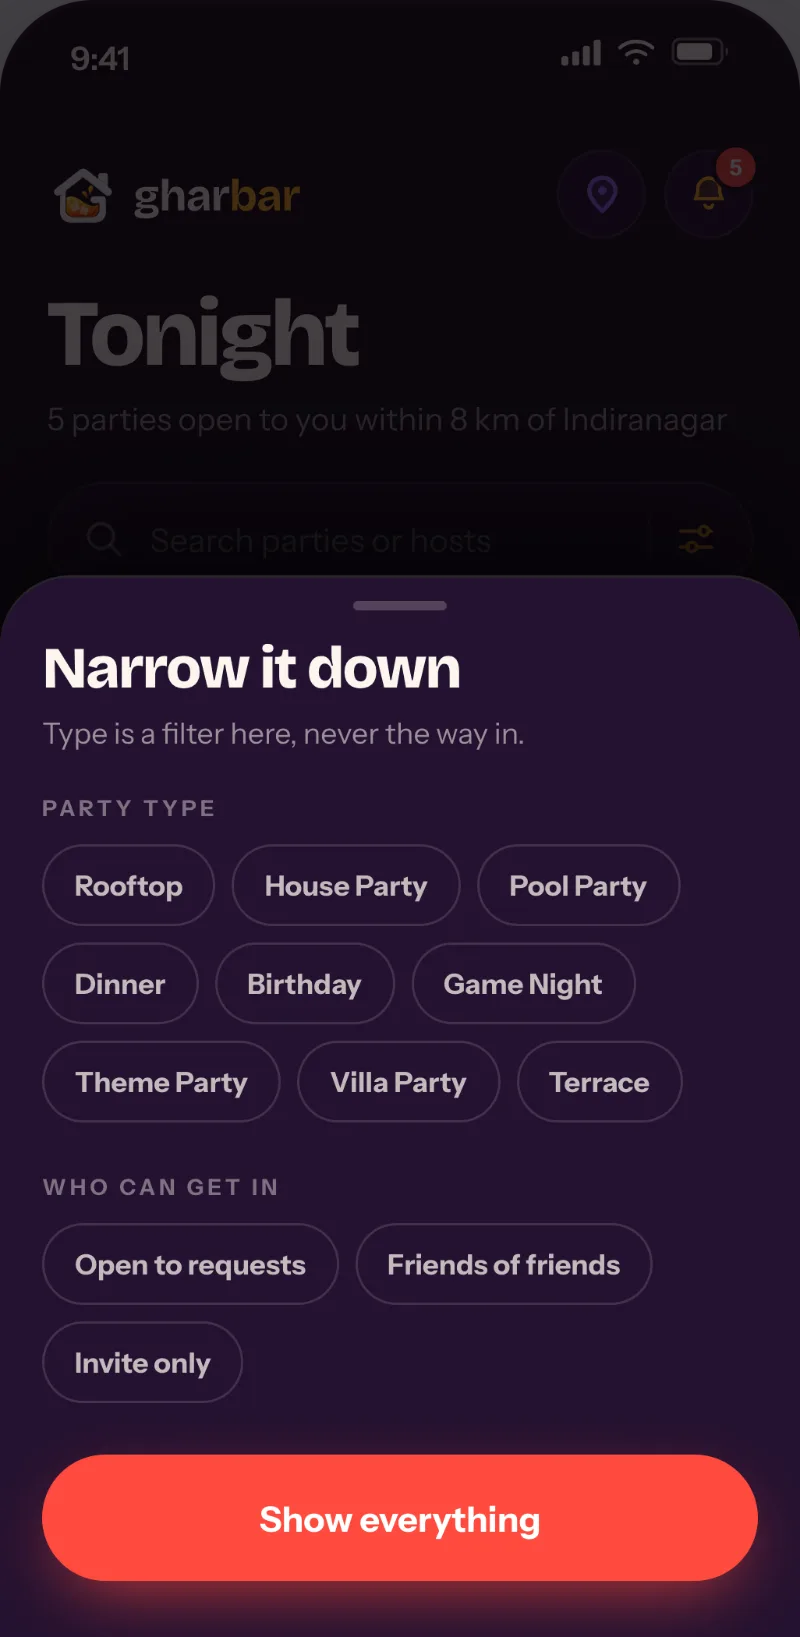 9:41
gharbar
5
Tonight
5 parties open to you within 8 km of Indiranagar
Search parties or hosts
Narrow it down
Type is a filter here, never the way in.
PARTY TYPE
Rooftop House Party Pool Party
Dinner Birthday Game Night
Theme Party Villa Party Terrace
WHO CAN GET IN
Open to requests Friends of friends
Invite only
Show everything